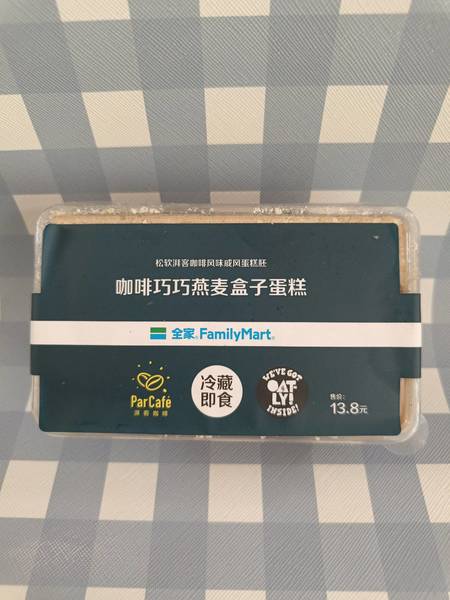 松软湃客咖啡风味戚风蛋糕胚
咖啡巧巧燕麦盒子蛋糕
全家 FamilyMart
ParCafé
湃客咖啡
冷藏
即食
WE'VE GOT
OAT-
LY!
INSIDE!
售价:
13.8元